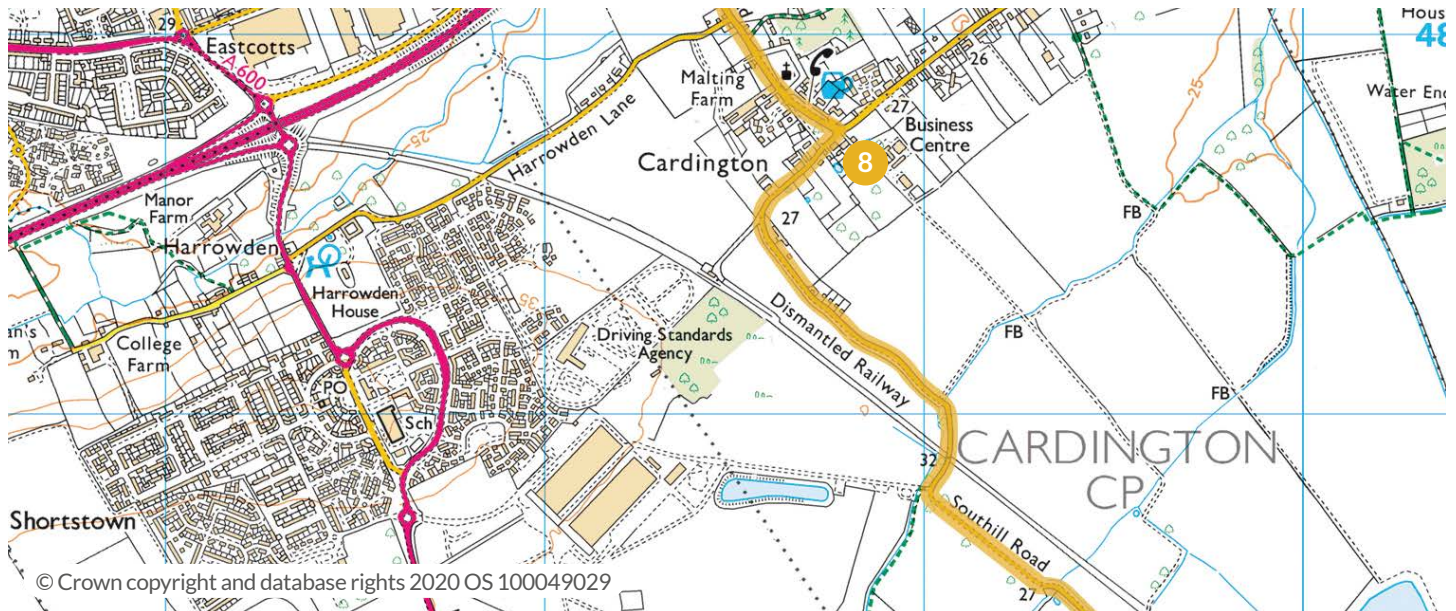 29
Eastcotts
A 600
25
Harrowden Lane
Malting
Farm
26
27
Business
Centre
Cardington
8
27
25
Hous
48
Water End
FB
Manor
Farm
Harrowden
Harrowden
House
35
College
Farm
Driving Standards
Agency
Dismantled Railway
FB
FB
PO
Sch
32
CARDINGTON
CP
Southill Road
27
Shortstown
© Crown copyright and database rights 2020 OS 100049029